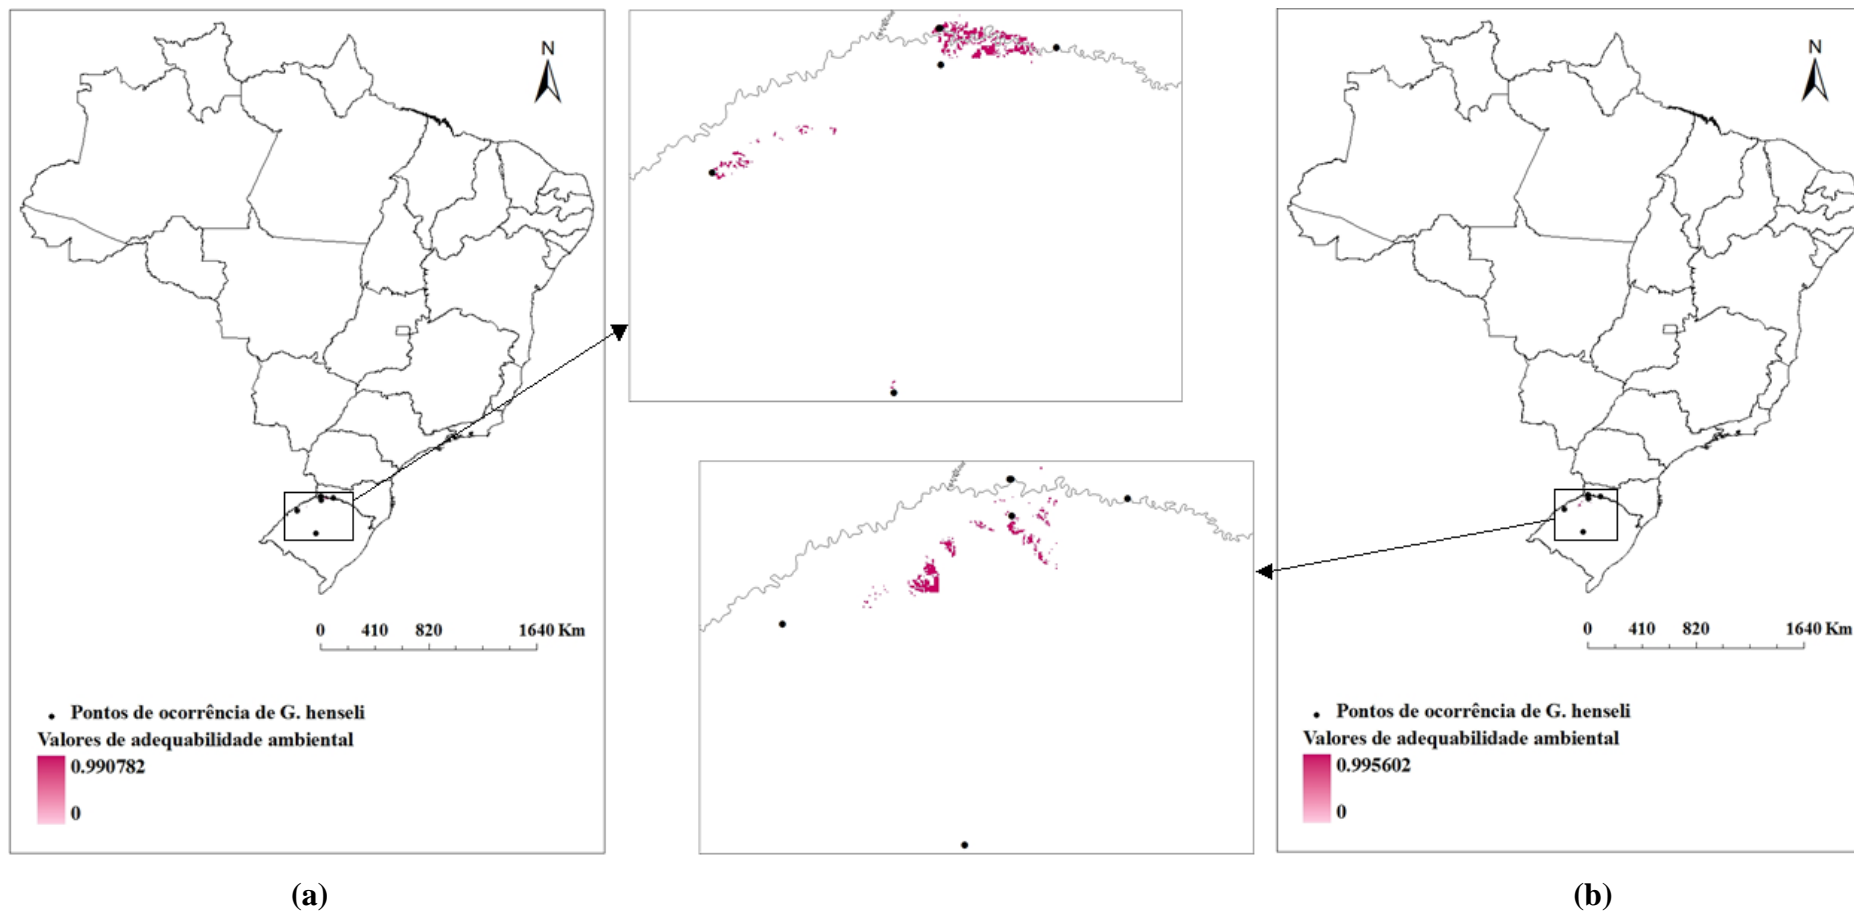 N
0 410 820 1640 Km
Pontos de ocorrência de G. henseli
Valores de adequabilidade ambiental
0.990782
0
(a)
N
0 410 820 1640 Km
Pontos de ocorrência de G. henseli
Valores de adequabilidade ambiental
0.995602
0
(b)